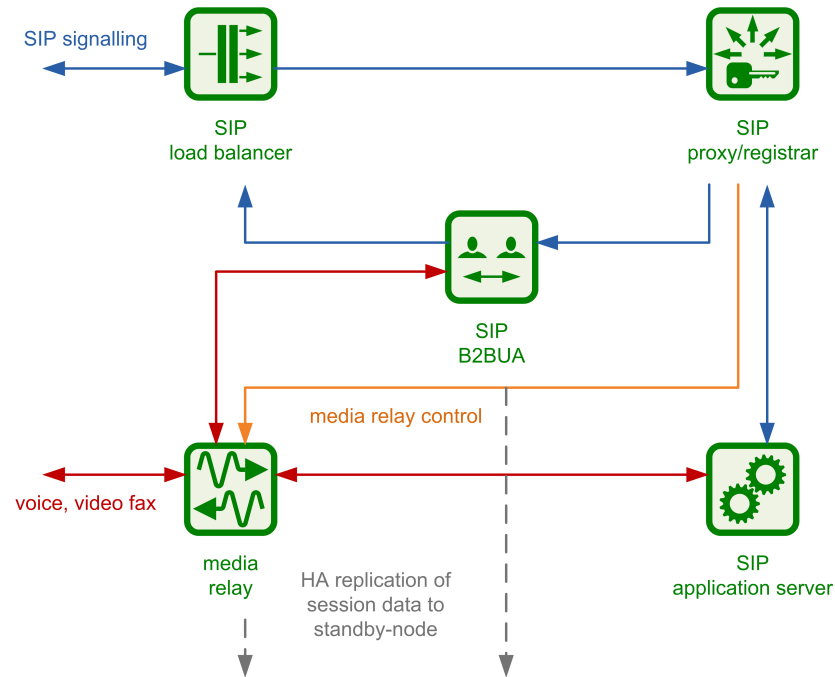 SIP signalling
SIP
load balancer
SIP
proxy/registrar
SIP
B2BUA
media relay control
voice, video fax
media
relay
HA replication of
session data to
standby-node
SIP
application server